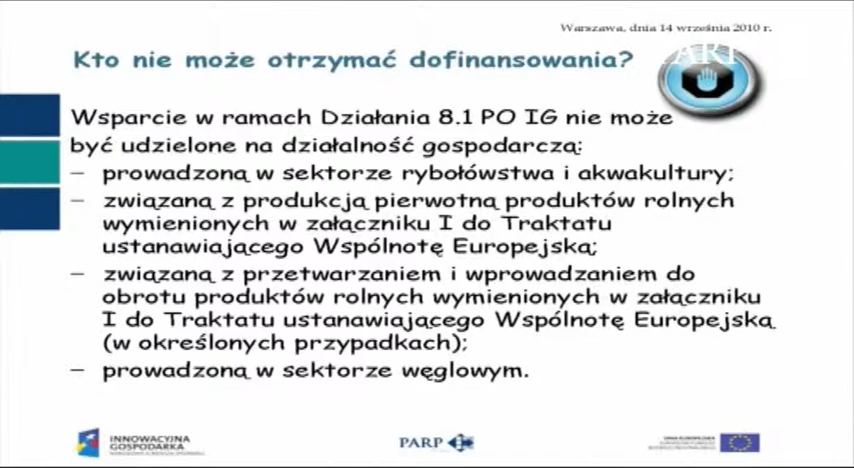 Warszawa, dnia 14 września 2010 r.
Kto nie może otrzymać dofinansowania?
Wsparcie w ramach Działania 8.1 PO IG nie może
być udzielone na działalność gospodarczą:
– prowadzoną w sektorze rybołówstwa i akwakultury;
– związaną z produkcją pierwotną produktów rolnych
wymienionych w załączniku I do Traktatu
ustanawiającego Wspólnotę Europejską;
– związaną z przetwarzaniem i wprowadzaniem do
obrotu produktów rolnych wymienionych w załączniku
I do Traktatu ustanawiającego Wspólnotę Europejską
(w określonych przypadkach);
– prowadzoną w sektorze węglowym.
INNOWACYJNA
GOSPODARKA
PARP
UNIA EUROPEJSKA